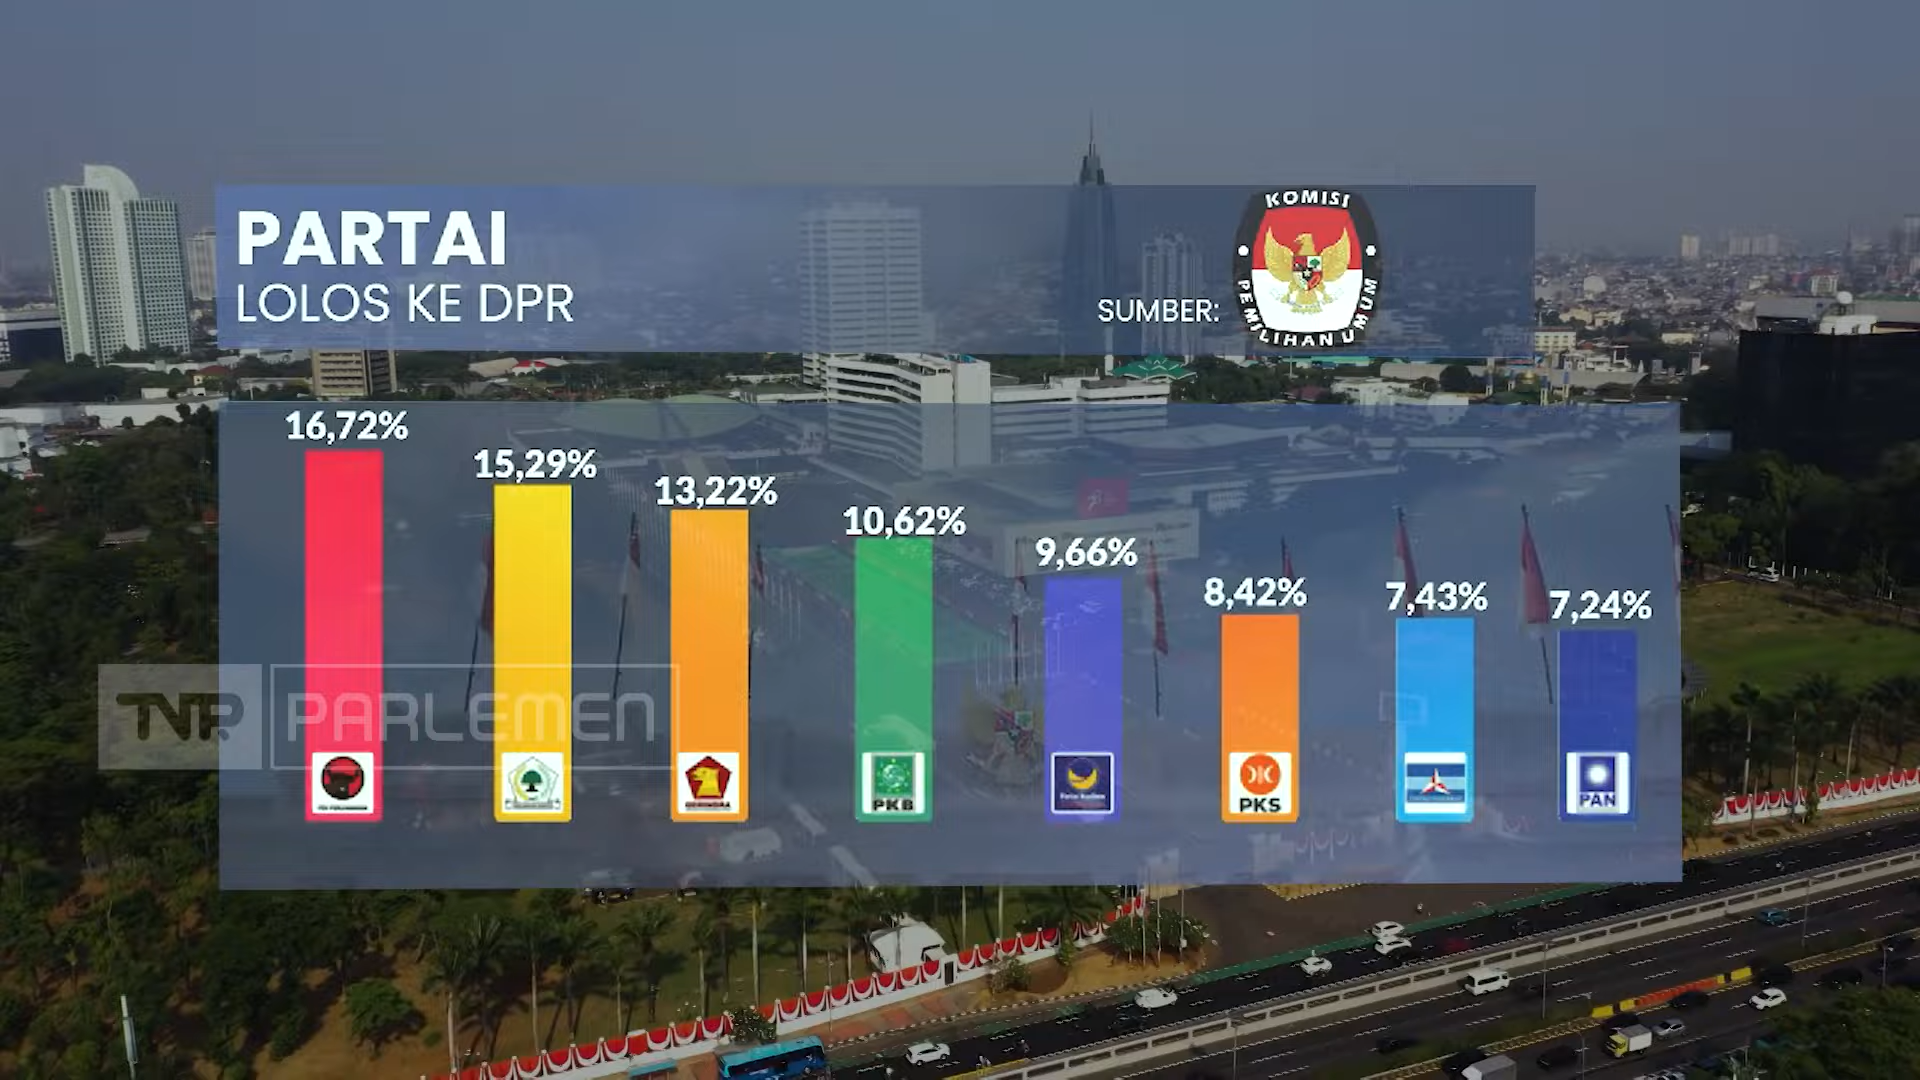 PARTAI
LOLOS KE DPR
SUMBER:
KOMISI
PEMILIHAN UMUM
16,72%
15,29%
13,22%
10,62%
9,66%
8,42%
7,43%
7,24%
TVR PARLEMEN
GERINDRA
PKB
PKS
PAN